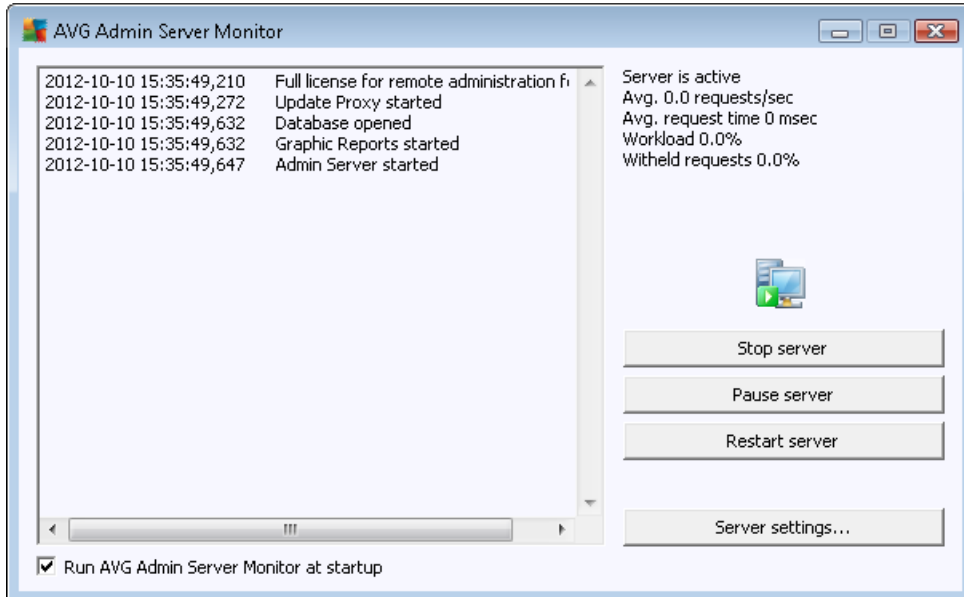 AVG Admin Server Monitor
2012-10-10 15:35:49,210 Full license for remote administration
2012-10-10 15:35:49,272 Update Proxy started
2012-10-10 15:35:49,632 Database opened
2012-10-10 15:35:49,632 Graphic Reports started
2012-10-10 15:35:49,647 Admin Server started
Server is active
Avg. 0.0 requests/sec
Avg. request time 0 msec
Workload 0.0%
Witheld requests 0.0%
Stop server
Pause server
Restart server
Server settings...
Run AVG Admin Server Monitor at startup